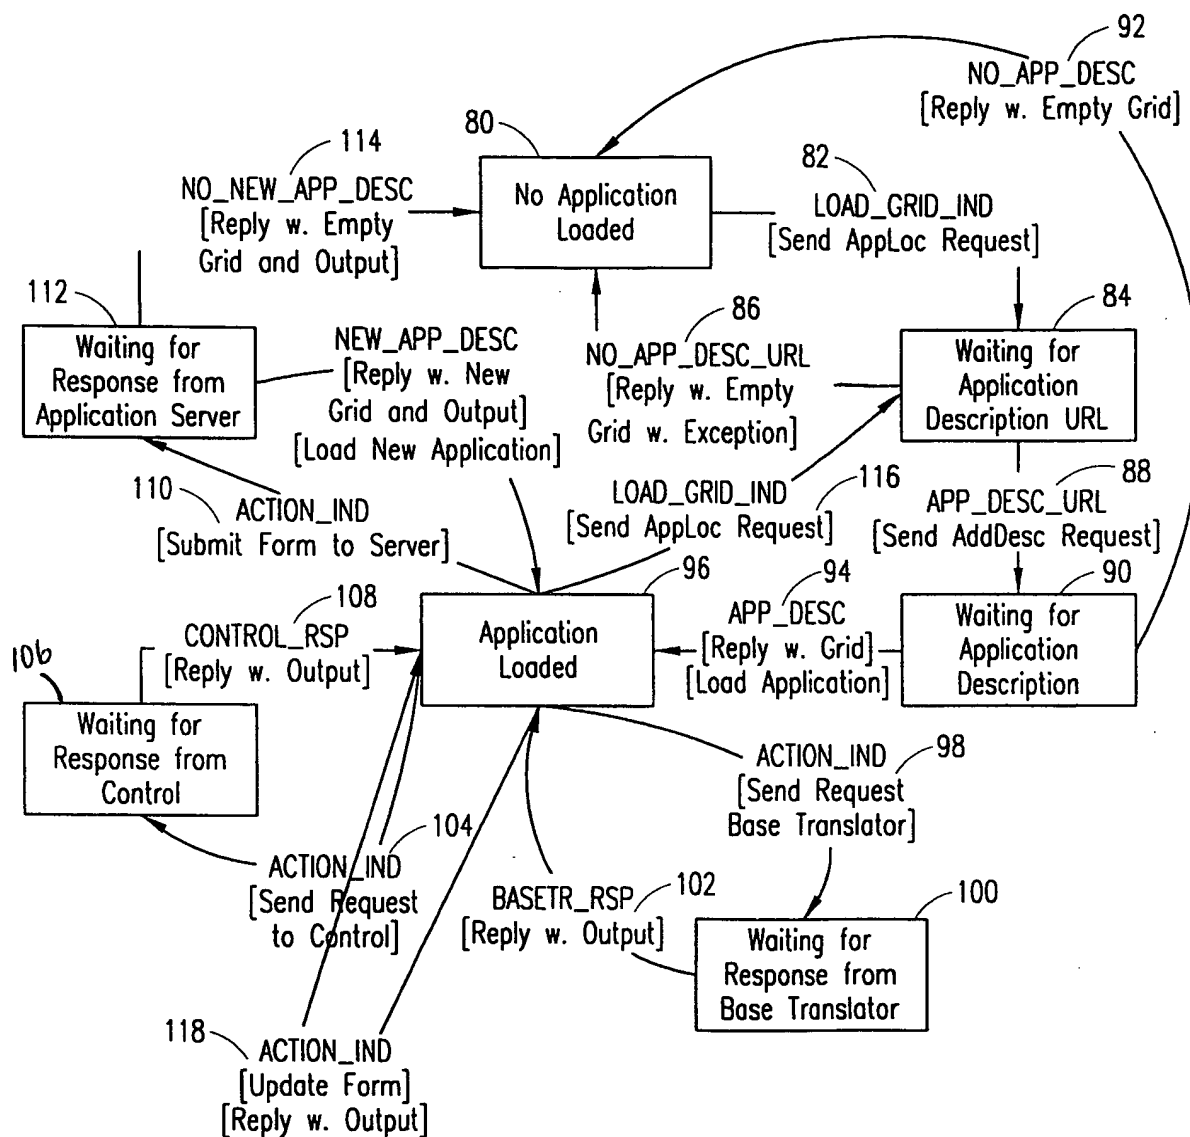 92
NO_APP_DESC
[Reply w. Empty Grid]
80
No Application
Loaded
114
NO_NEW_APP_DESC
[Reply w. Empty
Grid and Output]
82
LOAD_GRID_IND
[Send AppLoc Request]
112
Waiting for
Response from
Application Server
NEW_APP_DESC
[Reply w. New
Grid and Output]
[Load New Application]
86
NO_APP_DESC_URL
[Reply w. Empty
Grid w. Exception]
84
Waiting for
Application
Description URL
110
ACTION_IND
[Submit Form to Server]
LOAD_GRID_IND
[Send AppLoc Request]
116
88
APP_DESC_URL
[Send AddDesc Request]
108
CONTROL_RSP
[Reply w. Output]
96
Application
Loaded
94
APP_DESC
[Reply w. Grid]
[Load Application]
90
Waiting for
Application
Description
106
Waiting for
Response from
Control
104
ACTION_IND
[Send Request
to Control]
98
ACTION_IND
[Send Request
Base Translator]
102
BASETR_RSP
[Reply w. Output]
100
Waiting for
Response from
Base Translator
118
ACTION_IND
[Update Form]
[Reply w. Output]